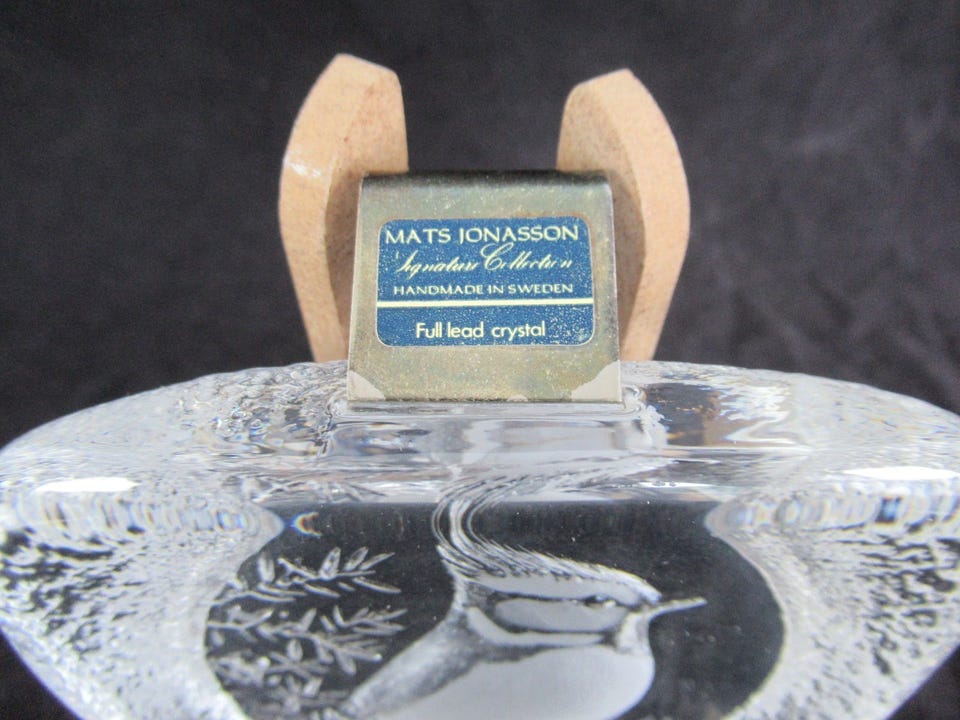 MATS JONASSON
Signature Collection
HANDMADE IN SWEDEN
Full lead crystal